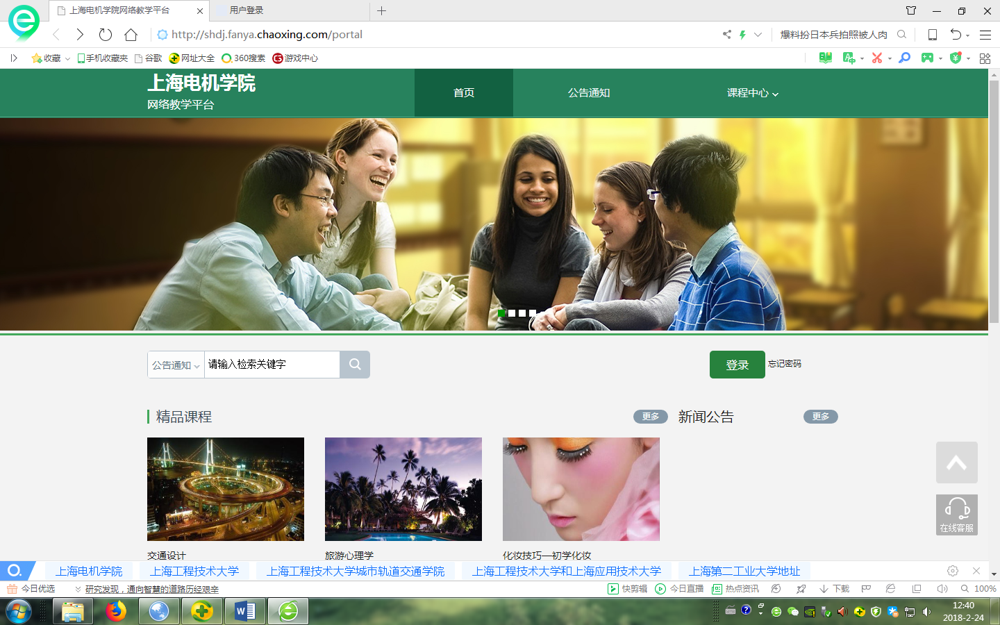 上海电机学院网络教学平台
用户登录
http://shdj.fanya.chaoxing.com/portal
爆料扮日本兵拍照被人肉
收藏
手机收藏夹
谷歌
网址大全
360搜索
游戏中心
上海电机学院
网络教学平台
首页
公告通知
课程中心
公告通知
请输入检索关键字
登录
忘记密码
精品课程
更多
新闻公告
更多
在线客服
交通设计
旅游心理学
化妆技巧—初学化妆
上海电机学院
上海工程技术大学
上海工程技术大学城市轨道交通学院
上海工程技术大学和上海应用技术大学
上海第二工业大学地址
今日优选
研究发现，通向智慧的道路历经艰辛
快剪辑
今日直播
热点资讯
下载
100%
12:40
2018-2-24